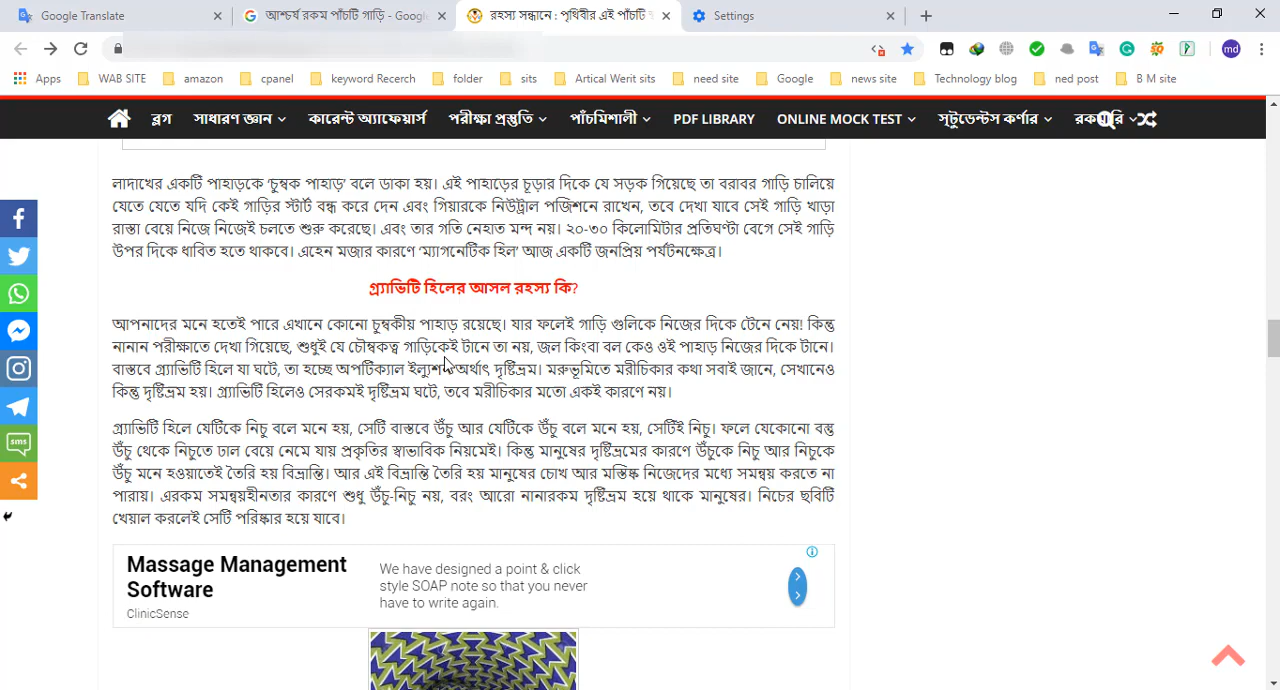 Google Translate
আশ্চর্য রকম পাঁচটি গাড়ি - Googl
রহস্য সন্ধানে : পৃথিবীর এই পাঁচটি
Settings
md
Apps
WAB SITE
amazon
cpanel
keyword Recerch
folder
sits
Artical Werit sits
need site
Google
news site
Technology blog
ned post
B M site
ব্লগ
সাধারণ জ্ঞান
কারেন্ট অ্যাফেয়ার্স
পরীক্ষা প্রস্তুতি
পাঁচমিশালী
PDF LIBRARY
ONLINE MOCK TEST
স্টুডেন্টস কর্ণার
লাদাখের একটি পাহাড়কে ‘চুম্বক পাহাড়’ বলে ডাকা হয়। এই পাহাড়ের চূড়ার দিকে যে সড়ক গিয়েছে তা বরাবর গাড়ি চালিয়ে
যেতে যেতে যদি কেই গাড়ির স্টার্ট বন্ধ করে দেন এবং গিয়ারকে নিউট্রাল পজিশনে রাখেন, তবে দেখা যাবে সেই গাড়ি খাড়া
রাস্তা বেয়ে নিজে নিজেই চলতে শুরু করেছে। এবং তার গতি নেহাত মন্দ নয়। ২০-৩০ কিলোমিটার প্রতিঘণ্টা বেগে সেই গাড়ি
উপর দিকে ধাবিত হতে থাকবে। এহেন মজার কারণে ‘ম্যাগনেটিক হিল’ আজ একটি জনপ্রিয় পর্যটনক্ষেত্র।
গ্র্যাভিটি হিলের আসল রহস্য কি?
আপনাদের মনে হতেই পারে এখানে কোনো চুম্বকীয় পাহাড় রয়েছে। যার ফলেই গাড়ি গুলিকে নিজের দিকে টেনে নেয়! কিন্তু
নানান পরীক্ষাতে দেখা গিয়েছে, শুধুই যে চৌম্বকত্ব গাড়িকেই টানে তা নয়, জল কিংবা বল কেও ওই পাহাড় নিজের দিকে টানে।
বাস্তবে গ্র্যাভিটি হিলে যা ঘটে, তা হচ্ছে অপটিক্যাল ইল্যুশন অর্থাৎ দৃষ্টিভ্রম। মরুভূমিতে মরীচিকার কথা সবাই জানে, সেখানেও
কিন্তু দৃষ্টিভ্রম হয়। গ্র্যাভিটি হিলেও সেরকমই দৃষ্টিভ্রম ঘটে, তবে মরীচিকার মতো একই কারণে নয়।
গ্র্যাভিটি হিলে যেটিকে নিচু বলে মনে হয়, সেটি বাস্তবে উঁচু আর যেটিকে উঁচু বলে মনে হয়, সেটিই নিচু। ফলে যেকোনো বস্তু
উঁচু থেকে নিচুতে ঢাল বেয়ে নেমে যায় প্রকৃতির স্বাভাবিক নিয়মেই। কিন্তু মানুষের দৃষ্টিভ্রমের কারণে উঁচুকে নিচু আর নিচুকে
উঁচু মনে হওয়াতেই তৈরি হয় বিভ্রান্তি। আর এই বিভ্রান্তি তৈরি হয় মানুষের চোখ আর মস্তিষ্ক নিজেদের মধ্যে সমন্বয় করতে না
পারায়। এরকম সমন্বয়হীনতার কারণে শুধু উঁচু-নিচু নয়, বরং আরো নানারকম দৃষ্টিভ্রম হয়ে থাকে মানুষের। নিচের ছবিটি
খেয়াল করলেই সেটি পরিষ্কার হয়ে যাবে।
Massage Management
Software
ClinicSense
We have designed a point & click
style SOAP note so that you never
have to write again.
sms